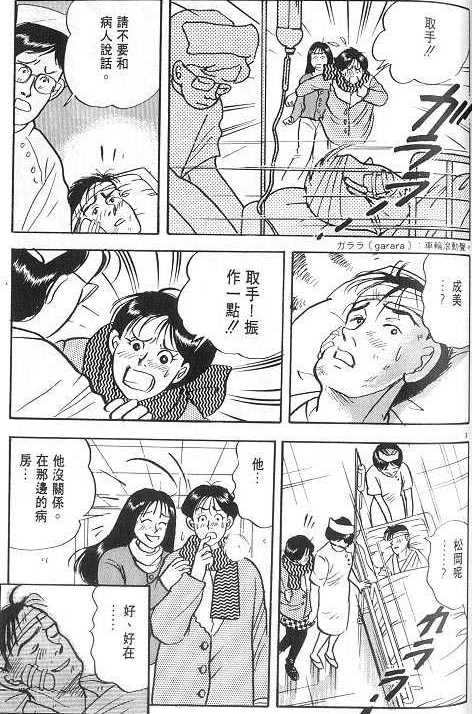 取手!!
ガララ
ガララ（garara）：車輪滾動聲。
請不要和
病人說話。
成美
……?
取手！振
作一點!!
ガララ
松岡呢
……?
他…
他沒關係。
在那邊的病
房…
好、好在
……